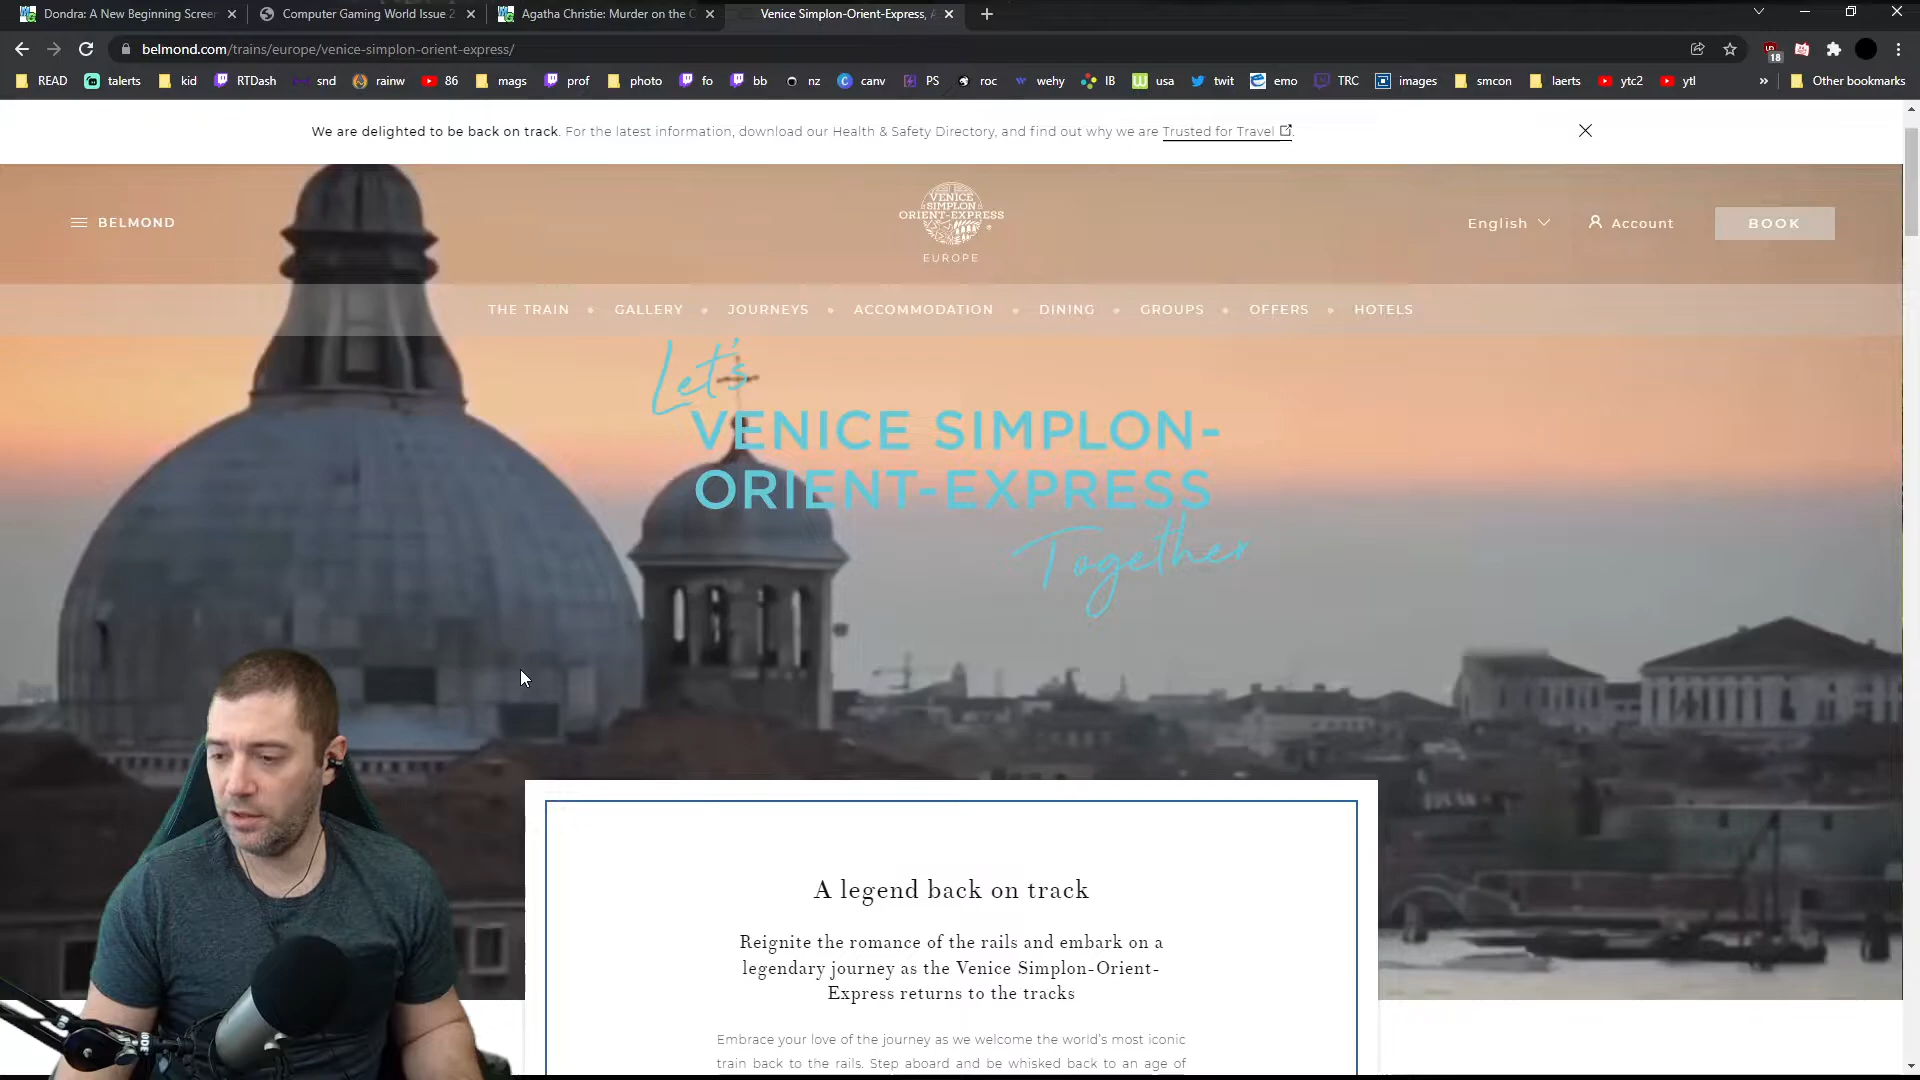 Dondra: A New Beginning Screen
Computer Gaming World Issue 2
Agatha Christie: Murder on the O
Venice Simplon-Orient-Express, A
belmond.com/trains/europe/venice-simplon-orient-express/
18
READ talerts kid RTDash snd rainw 86 mags prof photo fo bb nz canv PS roc wehy IB usa twit emo TRC images smcon laerts ytc2 ytl » Other bookmarks
We are delighted to be back on track. For the latest information, download our Health & Safety Directory, and find out why we are Trusted for Travel.
BELMOND
VENICE
SIMPLON
ORIENT-EXPRESS
EUROPE
English
Account
BOOK
THE TRAIN • GALLERY • JOURNEYS • ACCOMMODATION • DINING • GROUPS • OFFERS • HOTELS
Let's
VENICE SIMPLON-
ORIENT-EXPRESS
Together
A legend back on track
Reignite the romance of the rails and embark on a
legendary journey as the Venice Simplon-Orient-
Express returns to the tracks
Embrace your love of the journey as we welcome the world's most iconic
train back to the rails. Step aboard and be whisked back to an age of